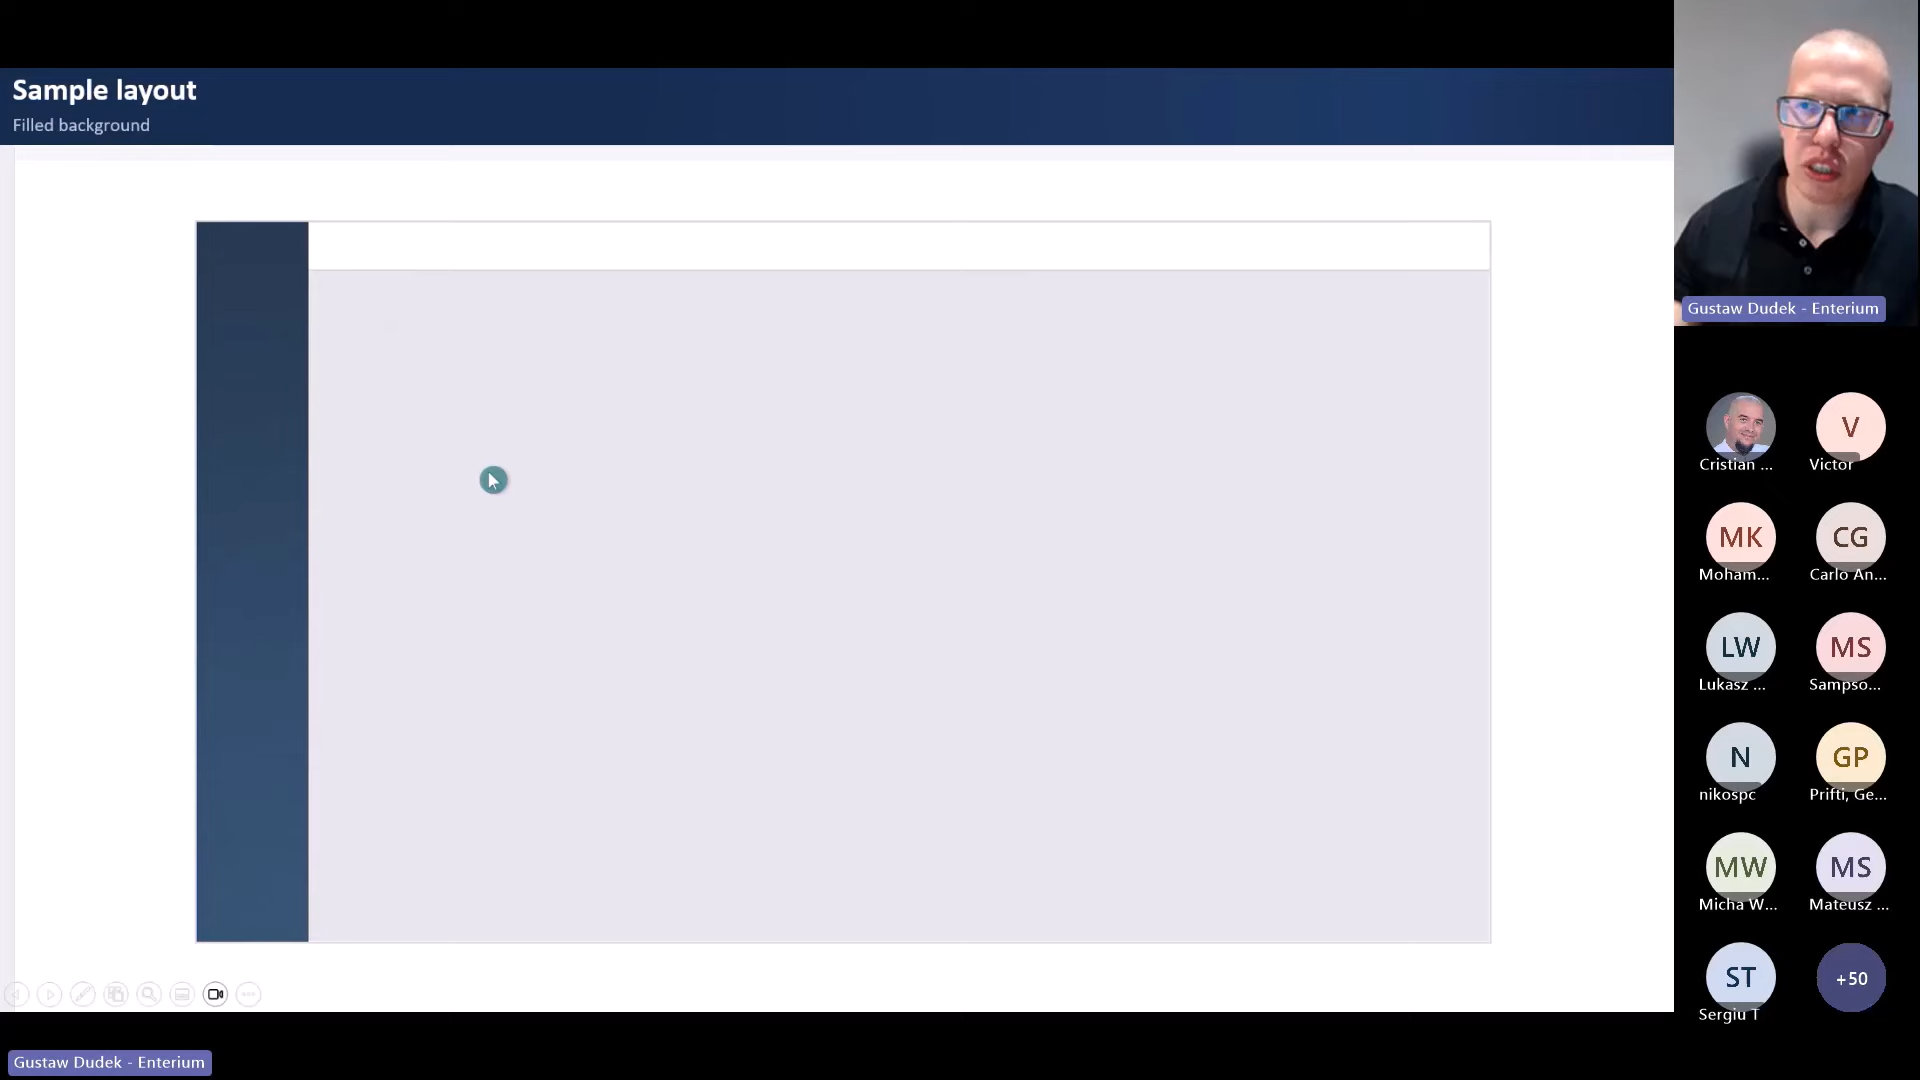 Sample layout
Filled background
Gustaw Dudek - Enterium
Cristian ...
V
Victor
MK
Moham...
CG
Carlo An...
LW
Lukasz ...
MS
Sampso...
N
nikospc
GP
Prifti, Ge...
MW
Micha W...
MS
Mateusz ...
ST
Sergiu T
+50
Gustaw Dudek - Enterium